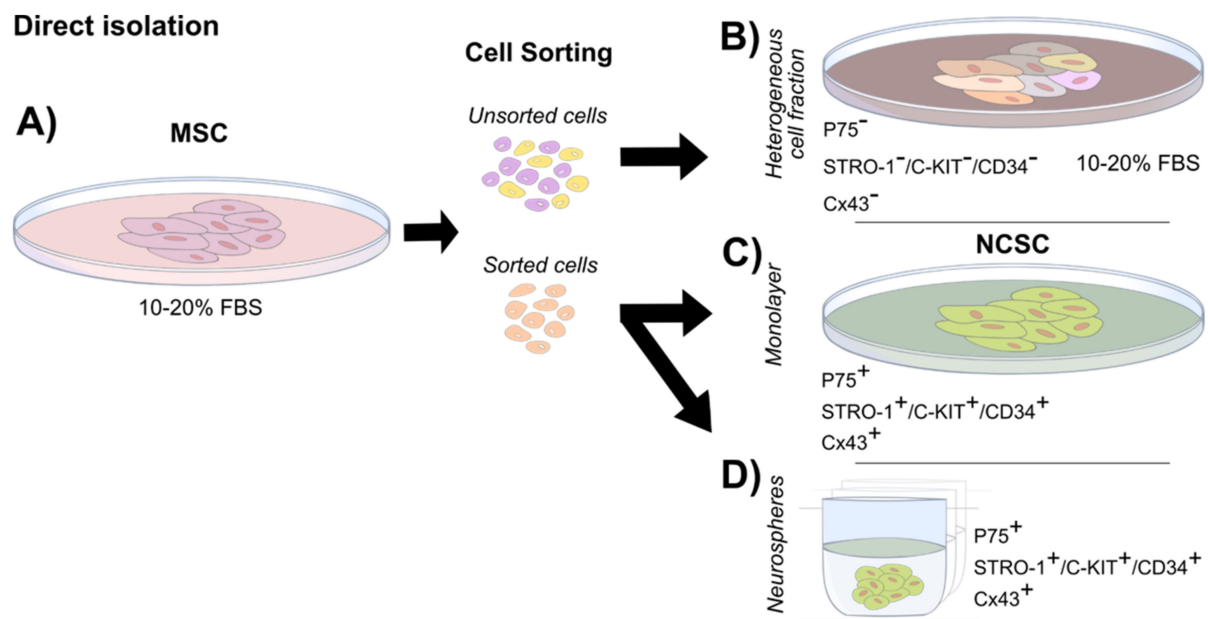 Direct isolation
A)
MSC
10-20% FBS
Cell Sorting
Unsorted cells
Sorted cells
B)
Heterogeneous
cell fraction
P75⁻
STRO-1⁻/C-KIT⁻/CD34⁻
10-20% FBS
Cx43⁻
NCSC
C)
Monolayer
P75⁺
STRO-1⁺/C-KIT⁺/CD34⁺
Cx43⁺
D)
Neurospheres
P75⁺
STRO-1⁺/C-KIT⁺/CD34⁺
Cx43⁺